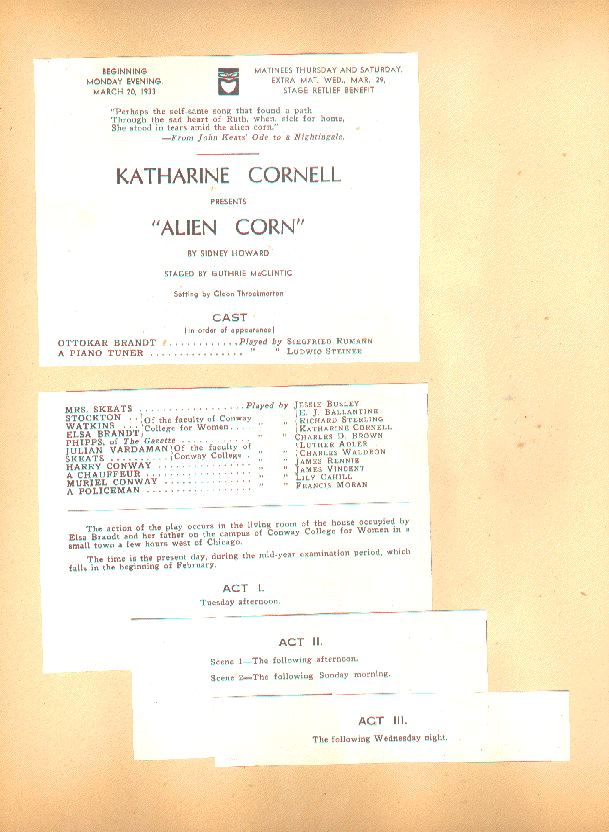 BEGINNING
MONDAY EVENING,
MARCH 20, 1933
MATINEES THURSDAY AND SATURDAY,
EXTRA MAT. WED., MAR. 29,
STAGE RETLIEF BENEFIT
"Perhaps the self-same song that found a path
Through the sad heart of Ruth, when, sick for home,
She stood in tears amid the alien corn."
—From John Keats' Ode to a Nightingale.
KATHARINE CORNELL
PRESENTS
"ALIEN CORN"
BY SIDNEY HOWARD
STAGED BY GUTHRIE McCLINTIC
Setting by Cleon Throckmorton
CAST
(In order of appearance)
OTTOKAR BRANDT ............Played by SIEGFRIED RUMANN
A PIANO TUNER ................ " " LUDWIG STEINER
MRS. SKEATS ..................Played by JESSIE BUSLEY
STOCKTON ..{Of the faculty of Conway " " {E. J. BALLANTINE
WATKINS ...{College for Women.... " " {RICHARD STERLING
ELSA BRANDT " " {KATHARINE CORNELL
PHIPPS, of The Gazette ............ " " CHARLES D. BROWN
JULIAN VARDAMAN {Of the faculty of " " {LUTHER ADLER
SKEATS ..........{Conway College . " " {CHARLES WALDRON
HARRY CONWAY .................. " " JAMES RENNIE
A CHAUFFEUR .................... " " JAMES VINCENT
MURIEL CONWAY ................ " " LILY CAHILL
A POLICEMAN .................... " " FRANCIS MORAN
The action of the play occurs in the living room of the house occupied by
Elsa Brandt and her father on the campus of Conway College for Women in a
small town a few hours west of Chicago.
The time is the present day, during the mid-year examination period, which
falls in the beginning of February.
ACT I.
Tuesday afternoon.
ACT II.
Scene 1—The following afternoon.
Scene 2—The following Sunday morning.
ACT III.
The following Wednesday night.